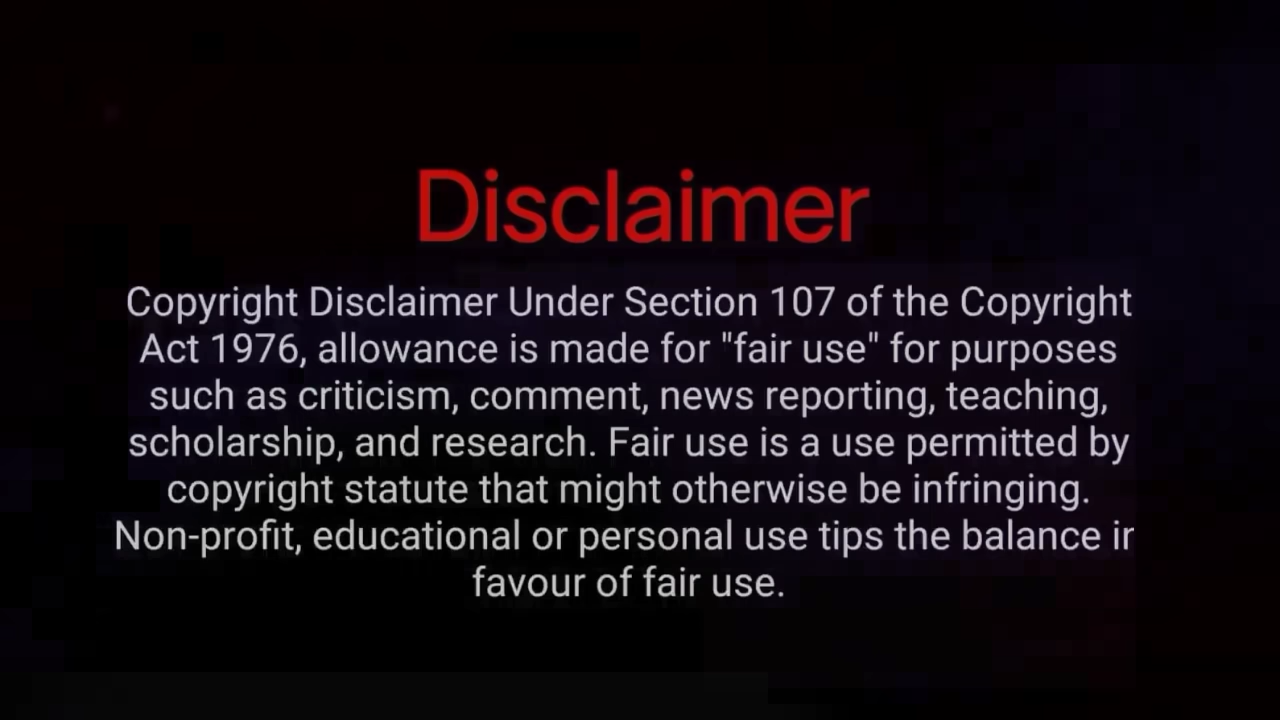 Disclaimer
Copyright Disclaimer Under Section 107 of the Copyright
Act 1976, allowance is made for "fair use" for purposes
such as criticism, comment, news reporting, teaching,
scholarship, and research. Fair use is a use permitted by
copyright statute that might otherwise be infringing.
Non-profit, educational or personal use tips the balance
favour of fair use.